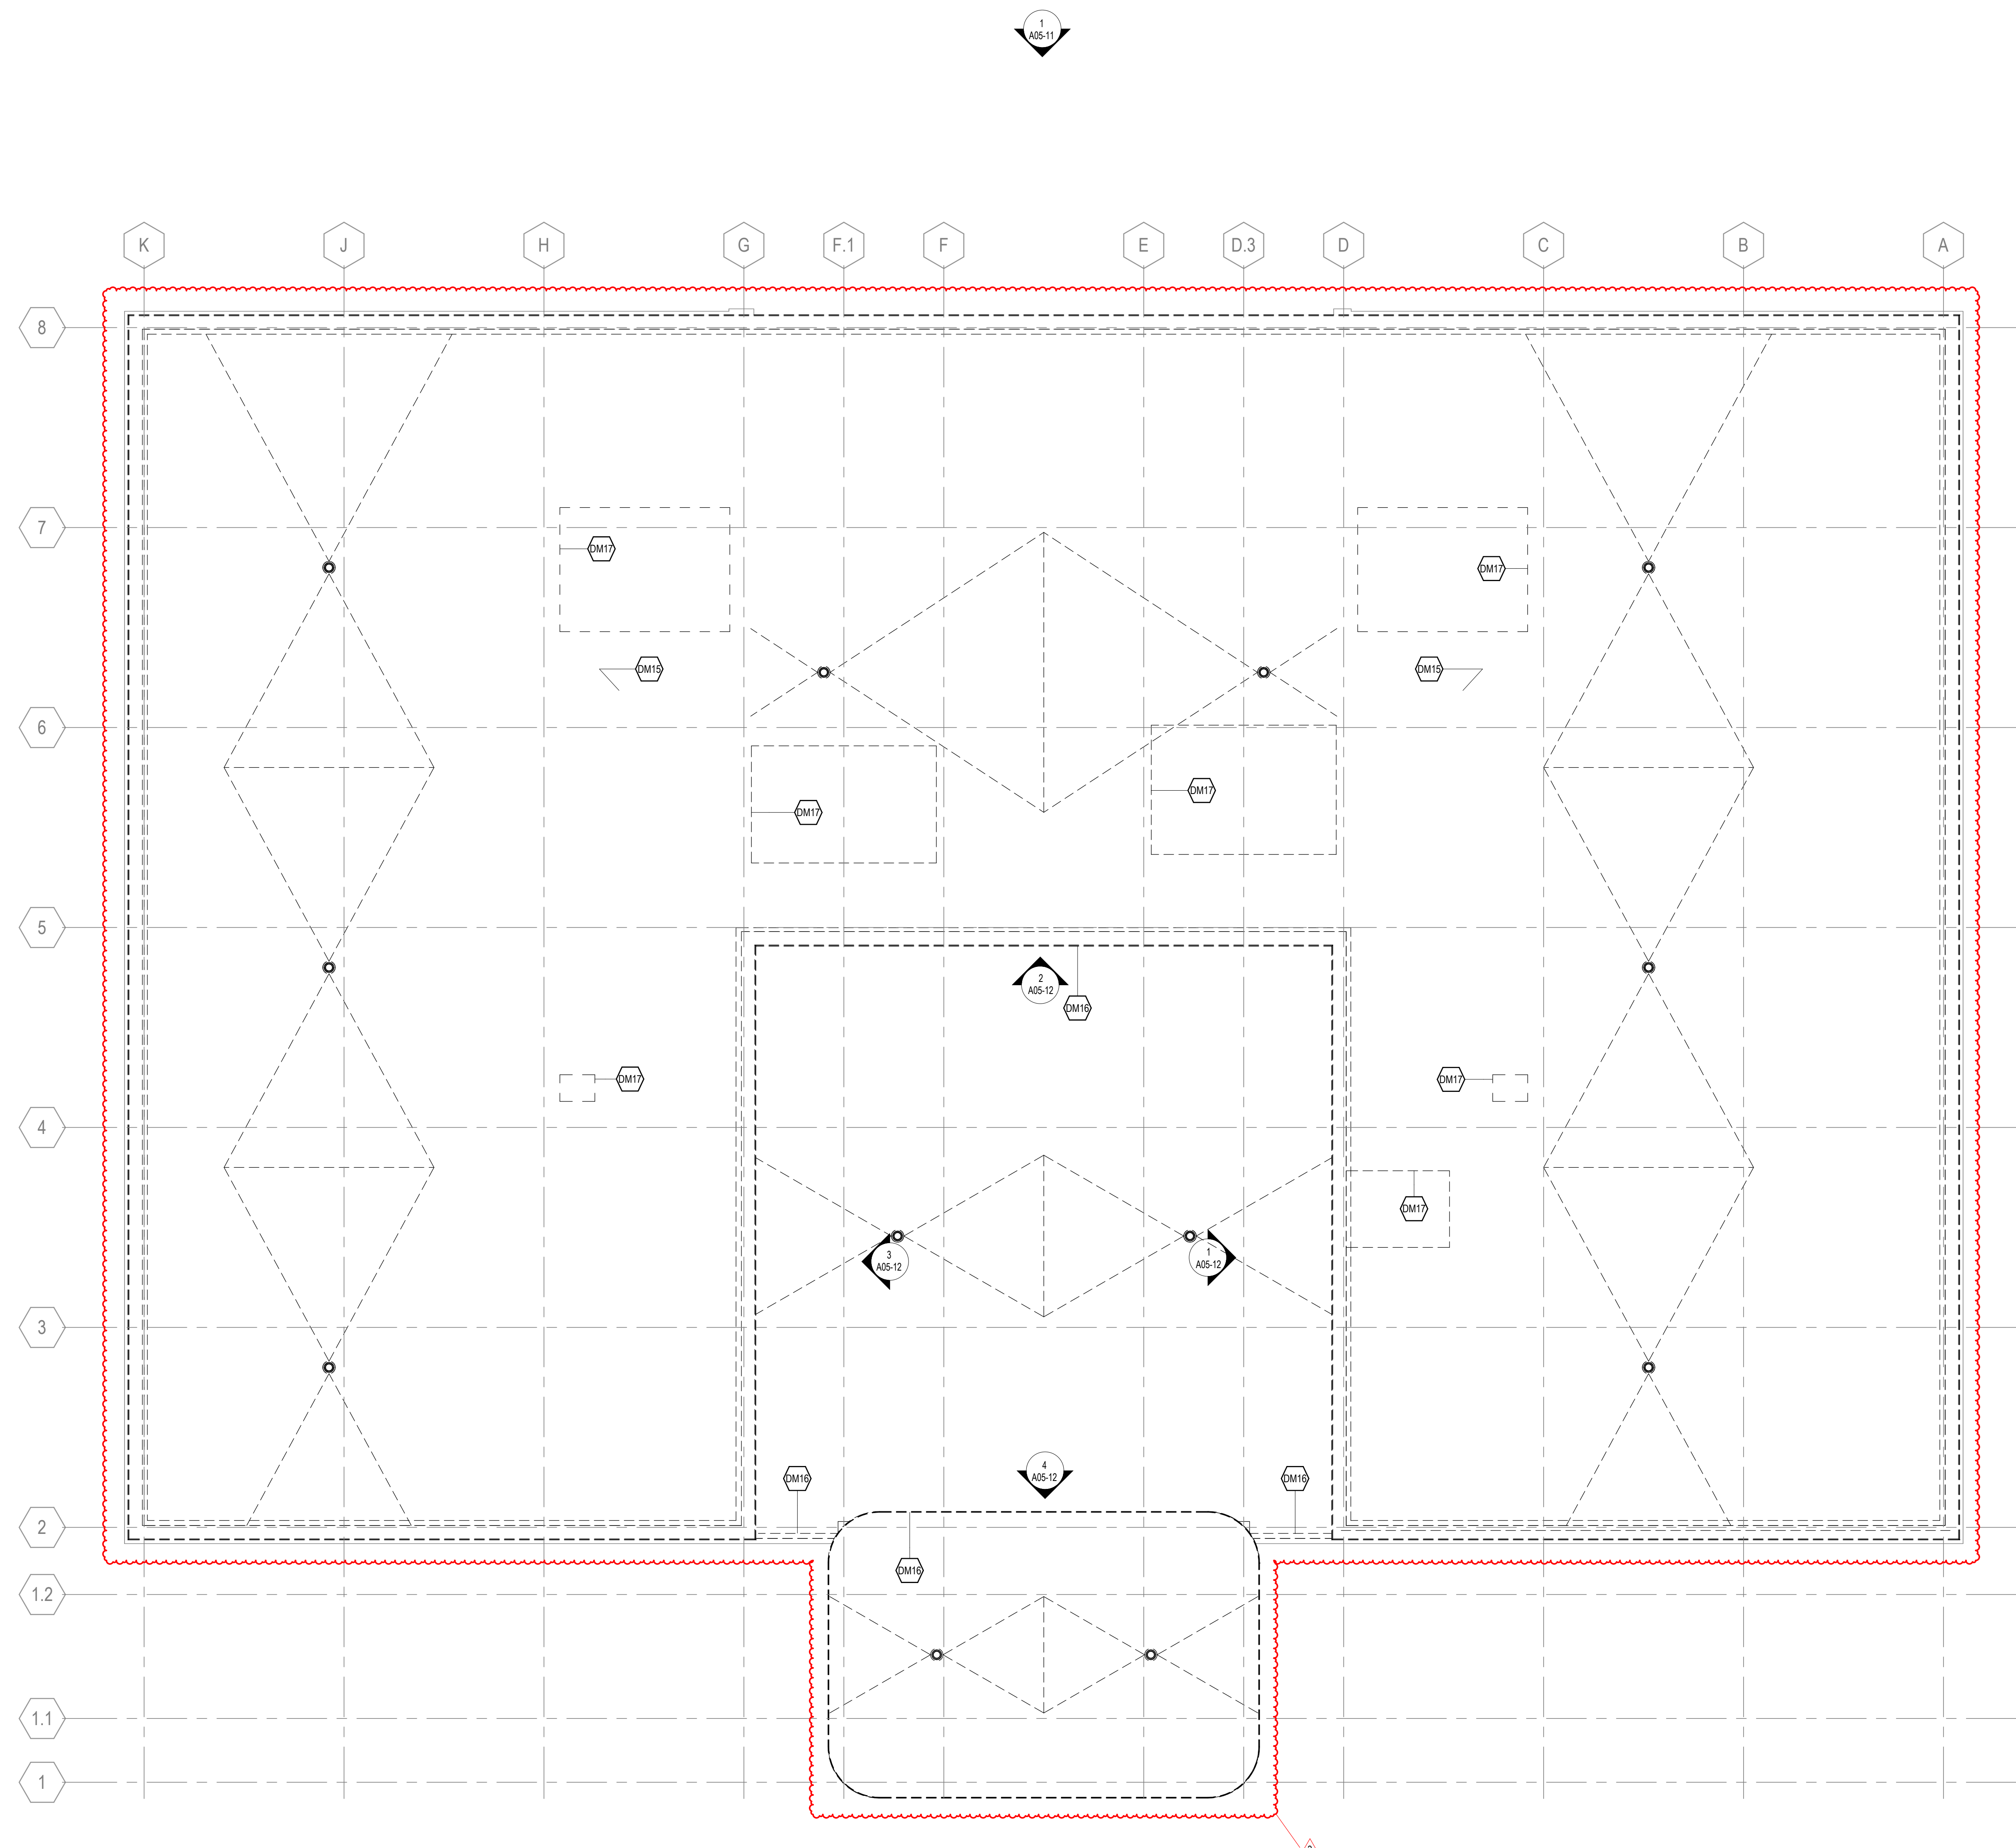 1
A05-11
K J H G F.1 F E D.3 D C B A
8
7
DM17
DM17
DM15 DM15
6
DM17
DM17
5
2
A05-12
DM16
DM17 DM17
4
DM17
3
A05-12
1
A05-12
3
4
A05-12
DM16 DM16
2
DM16
1.2
1.1
1